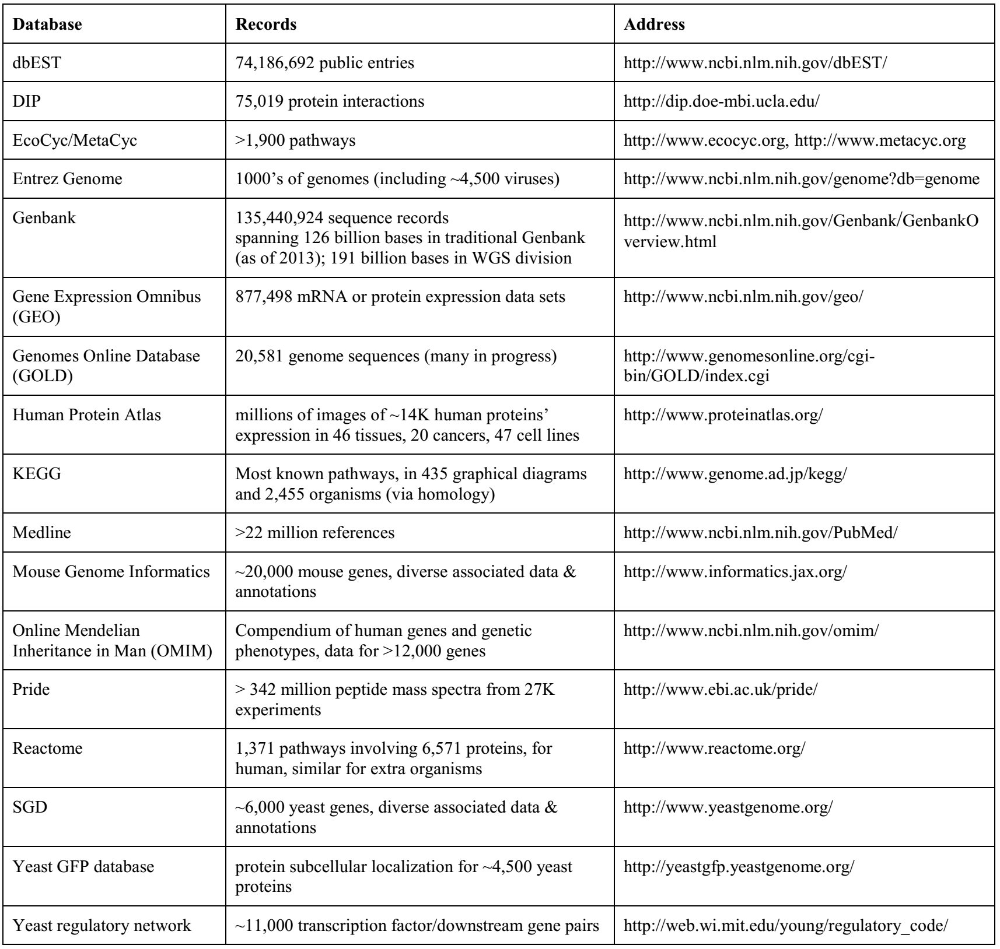 Database Records Address
dbEST 74,186,692 public entries http://www.ncbi.nlm.nih.gov/dbEST/
DIP 75,019 protein interactions http://dip.doe-mbi.ucla.edu/
EcoCyc/MetaCyc >1,900 pathways http://www.ecocyc.org, http://www.metacyc.org
Entrez Genome 1000’s of genomes (including ~4,500 viruses) http://www.ncbi.nlm.nih.gov/genome?db=genome
Genbank 135,440,924 sequence records http://www.ncbi.nlm.nih.gov/Genbank/GenbankO
spanning 126 billion bases in traditional Genbank verview.html
(as of 2013); 191 billion bases in WGS division
Gene Expression Omnibus 877,498 mRNA or protein expression data sets http://www.ncbi.nlm.nih.gov/geo/
(GEO)
Genomes Online Database 20,581 genome sequences (many in progress) http://www.genomesonline.org/cgi-
(GOLD) bin/GOLD/index.cgi
Human Protein Atlas millions of images of ~14K human proteins’ http://www.proteinatlas.org/
expression in 46 tissues, 20 cancers, 47 cell lines
KEGG Most known pathways, in 435 graphical diagrams http://www.genome.ad.jp/kegg/
and 2,455 organisms (via homology)
Medline >22 million references http://www.ncbi.nlm.nih.gov/PubMed/
Mouse Genome Informatics ~20,000 mouse genes, diverse associated data & http://www.informatics.jax.org/
annotations
Online Mendelian Compendium of human genes and genetic http://www.ncbi.nlm.nih.gov/omim/
Inheritance in Man (OMIM) phenotypes, data for >12,000 genes
Pride > 342 million peptide mass spectra from 27K http://www.ebi.ac.uk/pride/
experiments
Reactome 1,371 pathways involving 6,571 proteins, for http://www.reactome.org/
human, similar for extra organisms
SGD ~6,000 yeast genes, diverse associated data & http://www.yeastgenome.org/
annotations
Yeast GFP database protein subcellular localization for ~4,500 yeast http://yeastgfp.yeastgenome.org/
proteins
Yeast regulatory network ~11,000 transcription factor/downstream gene pairs http://web.wi.mit.edu/young/regulatory_code/